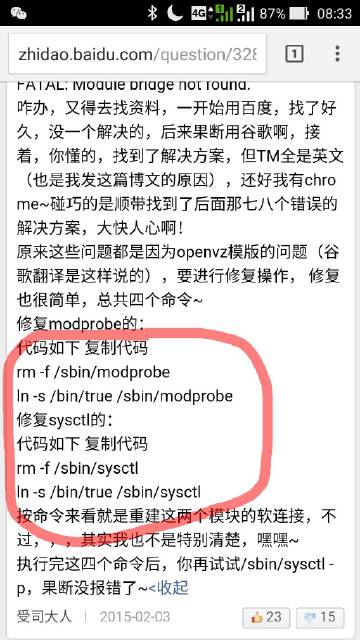 4G 1 87% 08:33
zhidao.baidu.com/question/328 1
FATAL: Module bridge not found.
咋办，又得去找资料，一开始用百度，找了好
久，没一个解决的，后来果断用谷歌啊，接
着，你懂的，找到了解决方案，但TM全是英文
（也是我发这篇博文的原因），还好我有chro
me~碰巧的是顺带找到了后面那七八个错误的
解决方案，大快人心啊！
原来这些问题都是因为openvz模版的问题（谷
歌翻译是这样说的），要进行修复操作， 修复
也很简单，总共四个命令~
修复modprobe的：
代码如下 复制代码
rm -f /sbin/modprobe
ln -s /bin/true /sbin/modprobe
修复sysctl的：
代码如下 复制代码
rm -f /sbin/sysctl
ln -s /bin/true /sbin/sysctl
按命令来看就是重建这两个模块的软连接，不
过，，，其实我也不是特别清楚，嘿嘿~
执行完这四个命令后，你再试试/sbin/sysctl -
p，果断没报错了~<收起
受司大人 | 2015-02-03 23 15